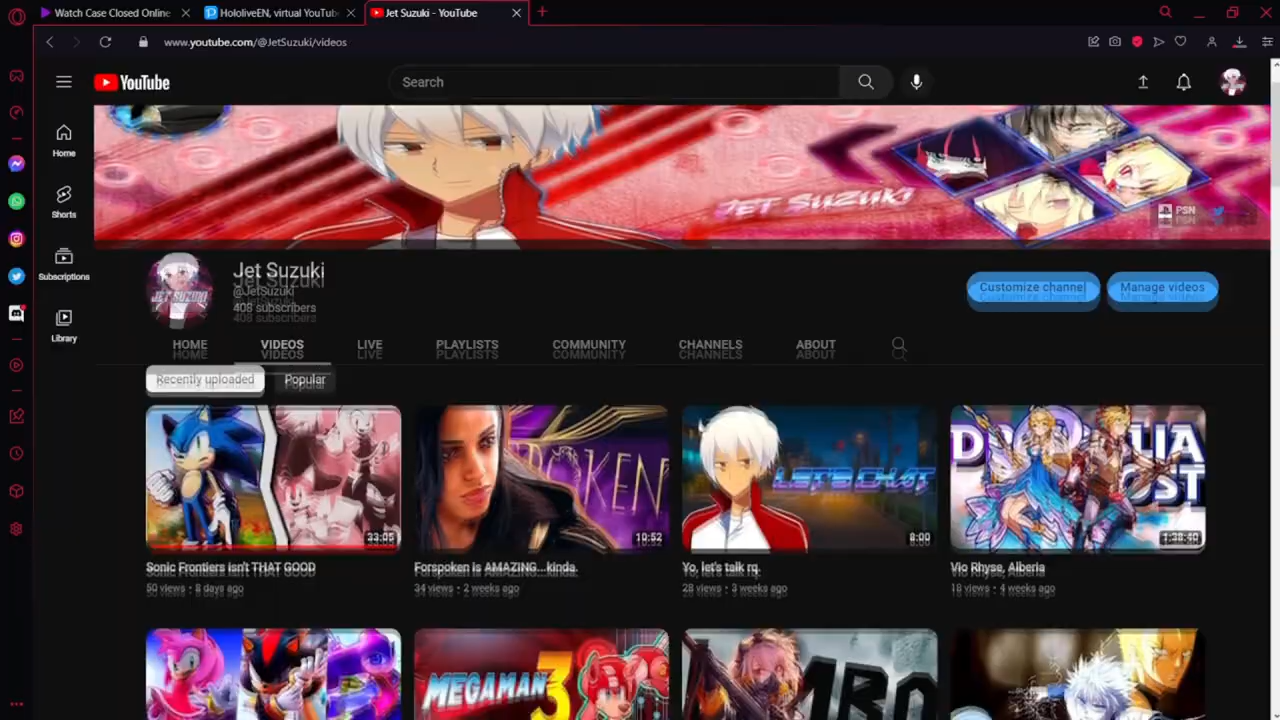 Watch Case Closed Online
HololiveEN, virtual YouTub
Jet Suzuki - YouTube
www.youtube.com/@JetSuzuki/videos
YouTube
Search
Home
Shorts
Subscriptions
Library
JET SUZUKI
PSN
Jet Suzuki
@JetSuzuki
408 subscribers
Customize channel
Manage videos
HOME
VIDEOS
LIVE
PLAYLISTS
COMMUNITY
CHANNELS
ABOUT
Recently uploaded
Popular
33:05
10:52
LET'S CHAT
8:00
1:38:40
Sonic Frontiers isn't THAT GOOD
Forspoken is AMAZING...kinda.
Yo, let's talk rq.
Vio Rhyse, Alberia
50 views • 8 days ago
34 views • 2 weeks ago
28 views • 3 weeks ago
18 views • 4 weeks ago
MEGAMAN
3